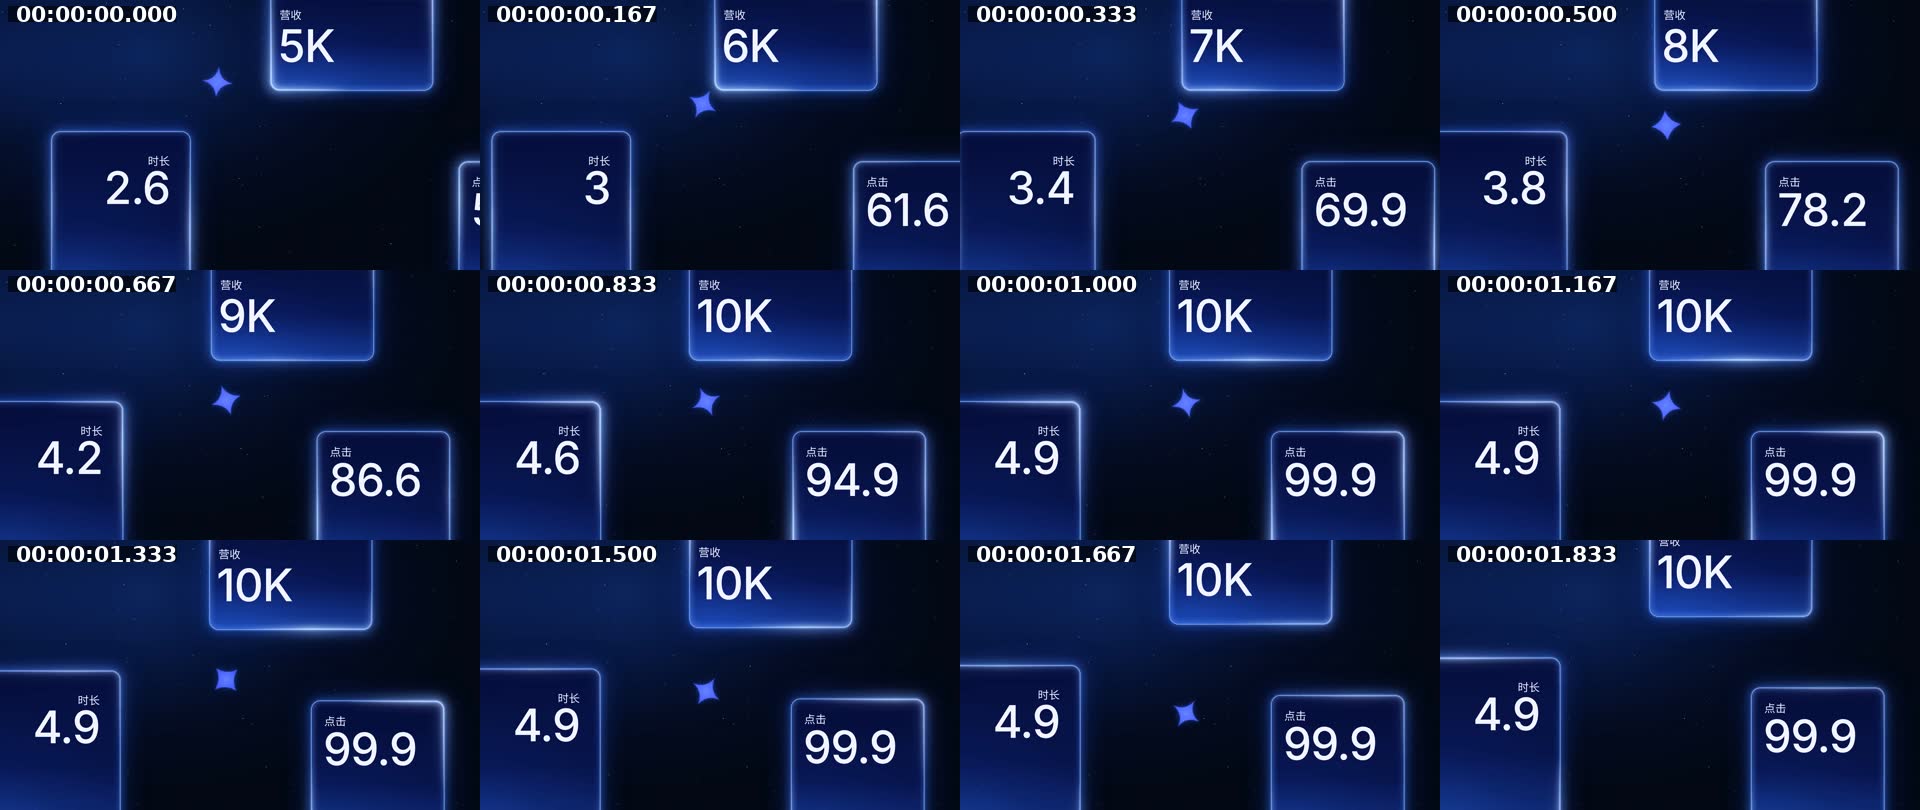 00:00:00.000
营收
5K
时长
2.6
00:00:00.167
营收
6K
时长
3
点击
61.6
00:00:00.333
营收
7K
时长
3.4
点击
69.9
00:00:00.500
营收
8K
时长
3.8
点击
78.2
00:00:00.667
营收
9K
时长
4.2
点击
86.6
00:00:00.833
营收
10K
时长
4.6
点击
94.9
00:00:01.000
营收
10K
时长
4.9
点击
99.9
00:00:01.167
营收
10K
时长
4.9
点击
99.9
00:00:01.333
营收
10K
时长
4.9
点击
99.9
00:00:01.500
营收
10K
时长
4.9
点击
99.9
00:00:01.667
营收
10K
时长
4.9
点击
99.9
00:00:01.833
营收
10K
时长
4.9
点击
99.9